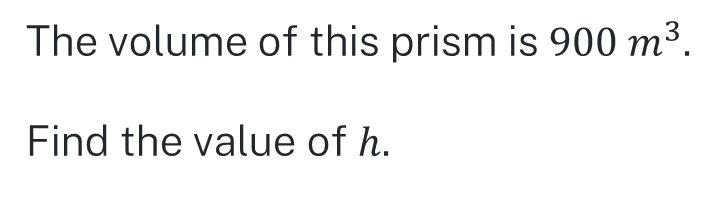 The volume of this prism is 900 m³.
Find the value of h.